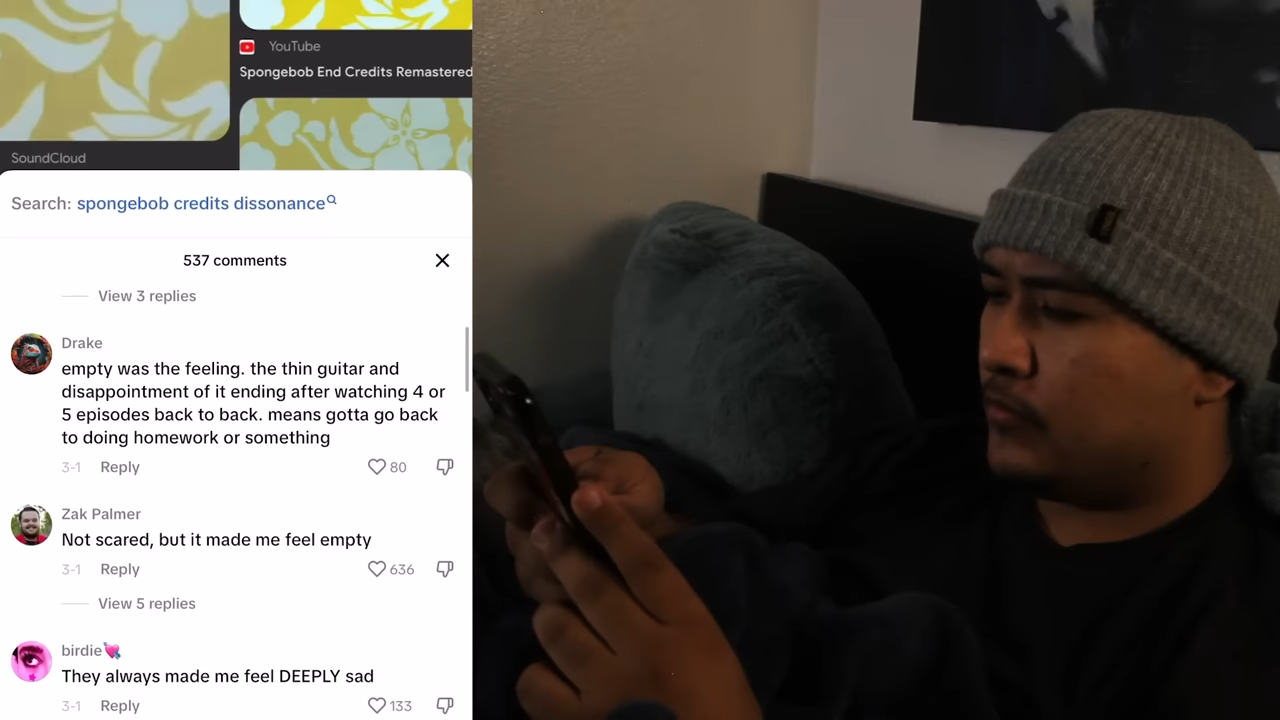 YouTube
Spongebob End Credits Remastered
SoundCloud
Search: spongebob credits dissonance
537 comments
View 3 replies
Drake
empty was the feeling. the thin guitar and
disappointment of it ending after watching 4 or
5 episodes back to back. means gotta go back
to doing homework or something
3-1 Reply 80
Zak Palmer
Not scared, but it made me feel empty
3-1 Reply 636
View 5 replies
birdie💘
They always made me feel DEEPLY sad
3-1 Reply 133